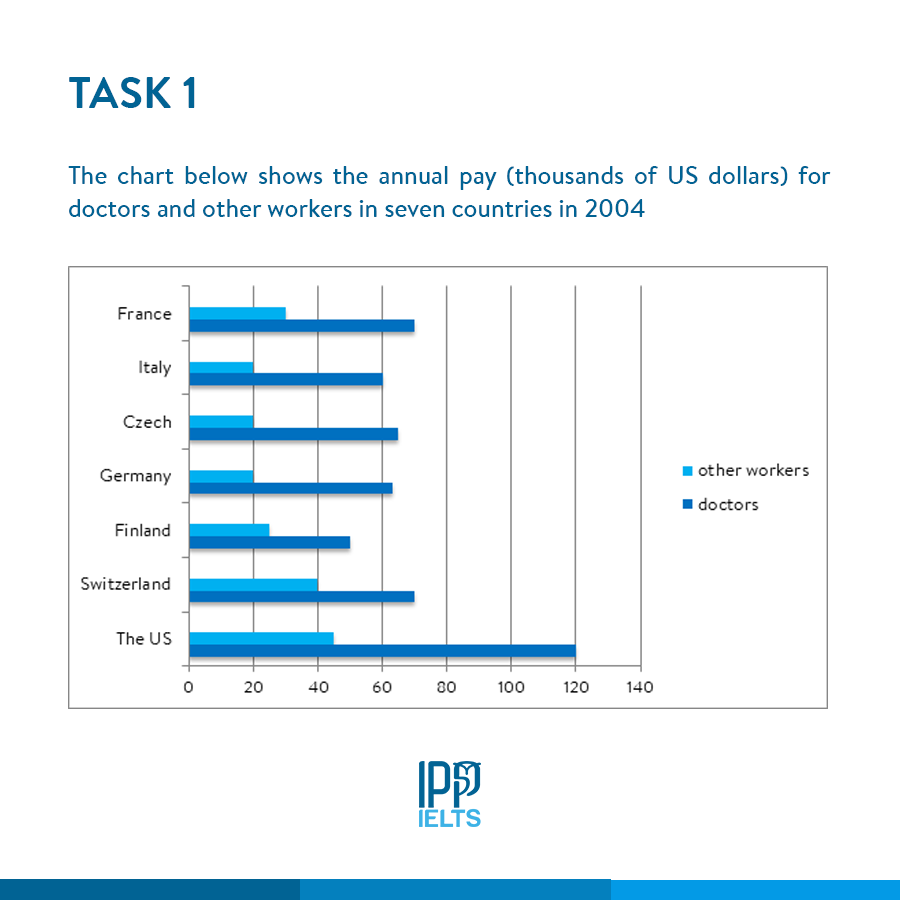 TASK 1
The chart below shows the annual pay (thousands of US dollars) for
doctors and other workers in seven countries in 2004
France
Italy
Czech
Germany
Finland
Switzerland
The US
0 20 40 60 80 100 120 140
other workers
doctors
IPP
IELTS